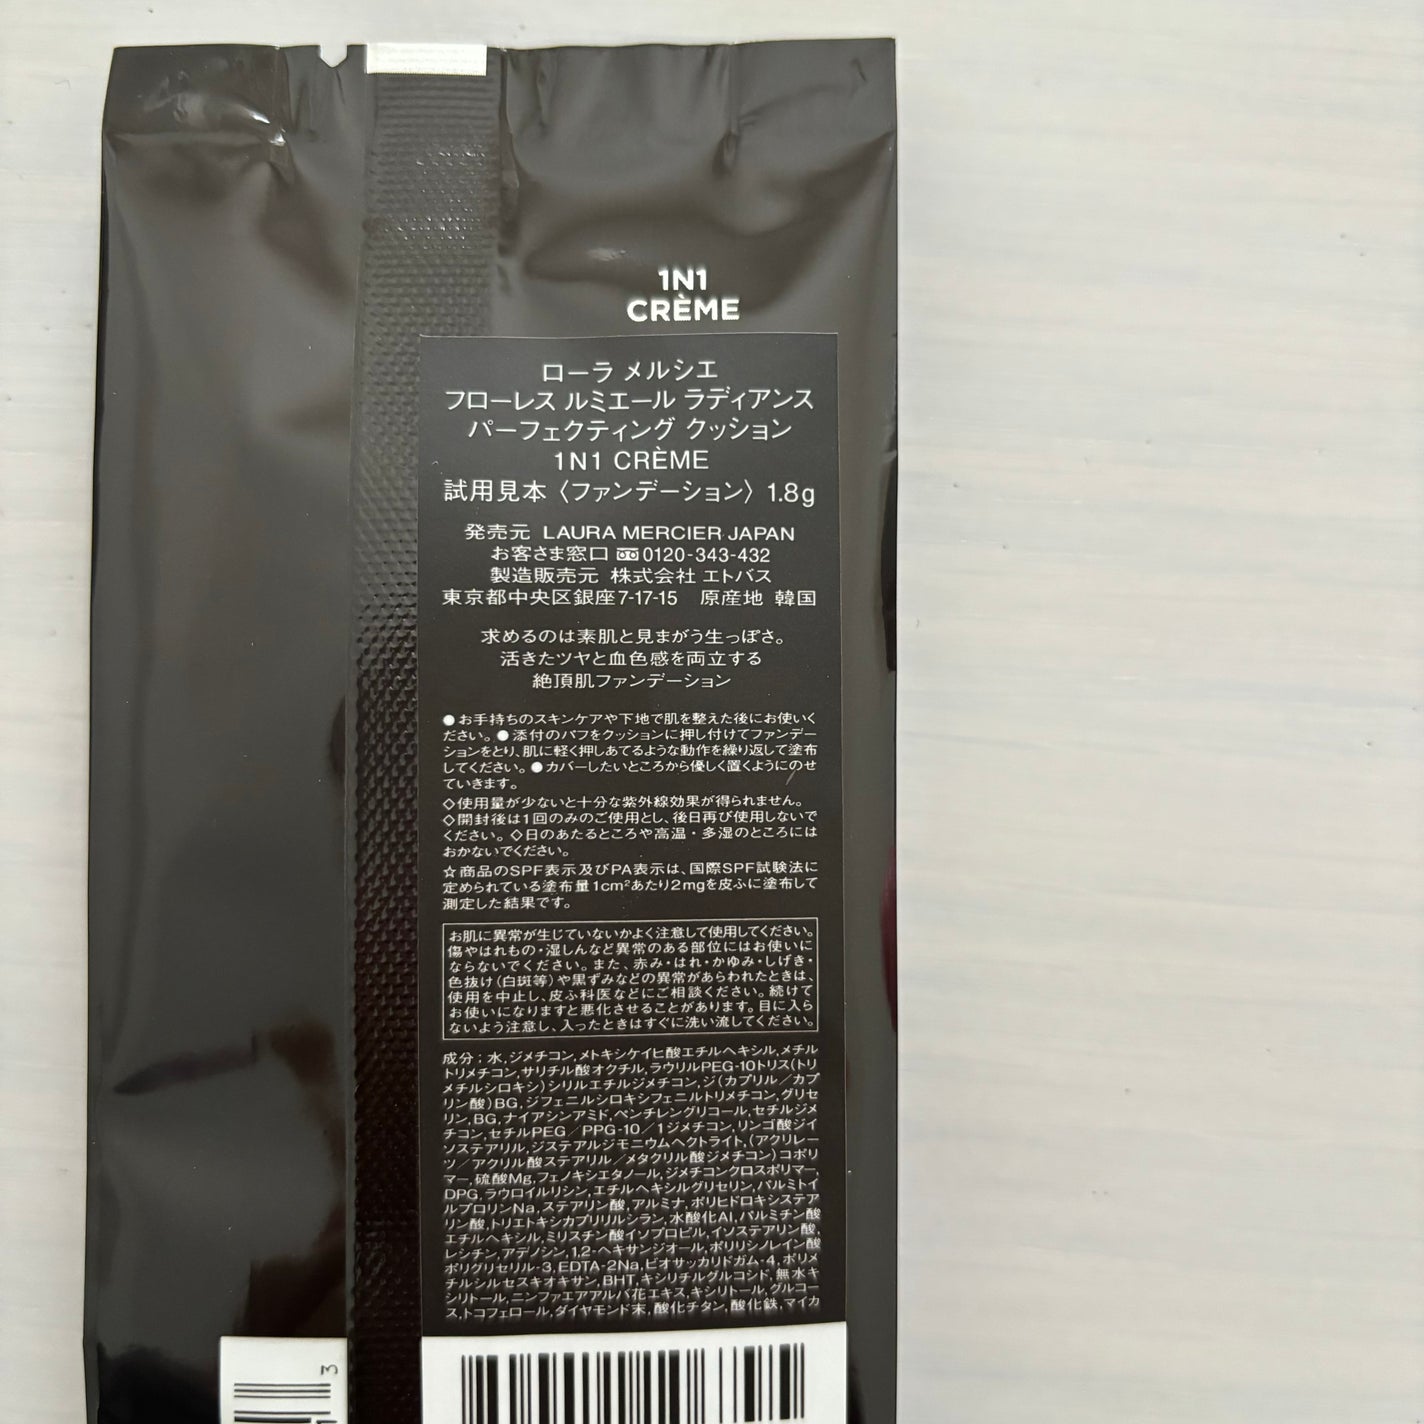 1N1
CRÈME
ローラ メルシエ
フローレス ルミエール ラディアンス
パーフェクティング クッション
1N1 CRÈME
試用見本〈ファンデーション〉1.8g
発売元 LAURA MERCIER JAPAN
お客さま窓口 0120-343-432
製造販売元 株式会社 エトバス
東京都中央区銀座7-17-15 原産地 韓国
求めるのは素肌と見まがう生っぽさ。
活きたツヤと血色感を両立する
絶頂肌ファンデーション
●お手持ちのスキンケアや下地で肌を整えた後にお使いく
ださい。●添付のパフをクッションに押し付けてファンデー
ションをとり、肌に軽く押しあてるような動作を繰り返して塗布
してください。●カバーしたいところから優しく置くようにのせ
ていきます。
◇使用量が少ないと十分な紫外線効果が得られません。
◇開封後は1回のみのご使用とし、後日再び使用しないで
ください。◇日のあたるところや高温・多湿のところには
おかないでください。
☆商品のSPF表示及びPA表示は、国際SPF試験法に
定められている塗布量1cm²あたり2mgを皮ふに塗布して
測定した結果です。
お肌に異常が生じていないかよく注意して使用してください。
傷やはれもの・湿しんなど異常のある部位にはお使いに
ならないでください。また、赤み・はれ・かゆみ・しげき・
色抜け(白斑等)や黒ずみなどの異常があらわれたときは、
使用を中止し、皮ふ科医などにご相談ください。続けて
お使いになりますと悪化させることがあります。目に入ら
ないよう注意し、入ったときはすぐに洗い流してください。
成分；水,ジメチコン,メトキシケイヒ酸エチルヘキシル,メチル
トリメチコン,サリチル酸オクチル,ラウリルPEG-10トリス(トリ
メチルシロキシ)シリルエチルジメチコン,ジ(カプリル／カプ
リン酸)BG,ジフェニルシロキシフェニルトリメチコン,グリセ
リン,BG,ナイアシンアミド,ペンチレングリコール,セチルジメ
チコン,セチルPEG／PPG-10／1ジメチコン,リンゴ酸ジイ
ソステアリル,ジステアルジモニウムヘクトライト,(アクリレー
ツ／アクリル酸ステアリル／メタクリル酸ジメチコン)コポリ
マー,硫酸Mg,フェノキシエタノール,ジメチコンクロスポリマー,
DPG,ラウロイルリシン,エチルヘキシルグリセリン,パルミトイ
ルプロリンNa,ステアリン酸,アルミナ,ポリヒドロキシステア
リン酸,トリエトキシカプリリルシラン,水酸化Al,パルミチン酸
エチルヘキシル,ミリスチン酸イソプロピル,イソステアリン酸,
レシチン,アデノシン,1,2-ヘキサンジオール,ポリリシノレイン酸
ポリグリセリル-3,EDTA-2Na,ビオサッカリドガム-4,ポリメ
チルシルセスキオキサン,BHT,キシリチルグルコシド,無水キ
シリトール,ニンファエアアルバ花エキス,キシリトール,グルコー
ス,トコフェロール,ダイヤモンド末,酸化チタン,酸化鉄,マイカ
3